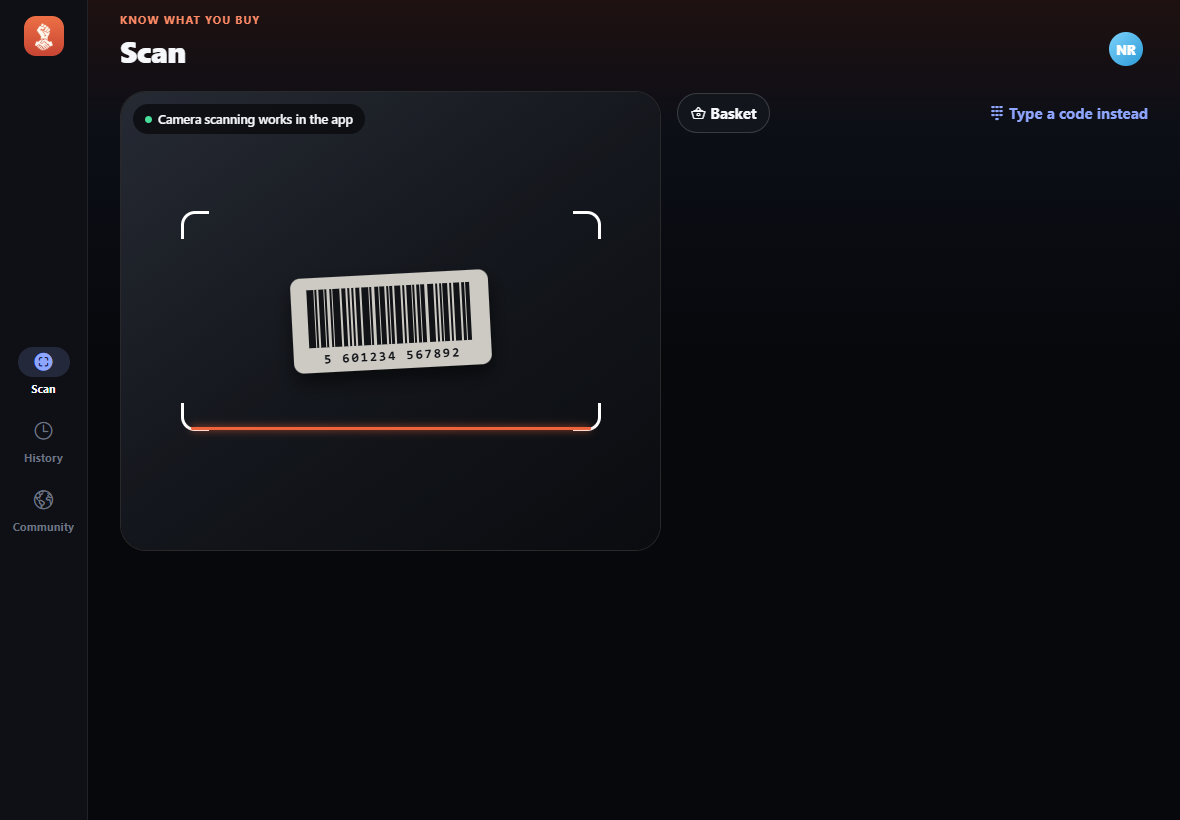 KNOW WHAT YOU BUY
Scan
NR
Camera scanning works in the app
Basket
Type a code instead
5 601234 567892
Scan
History
Community